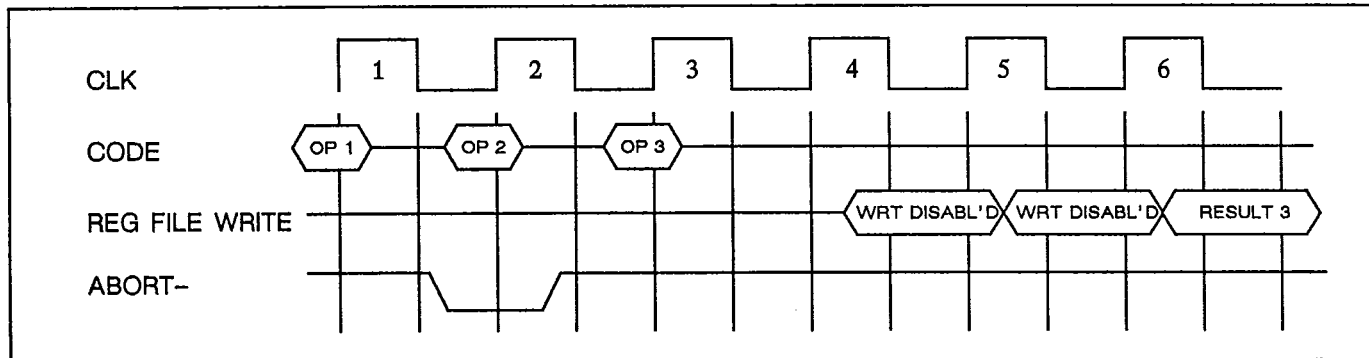 CLK 1 2 3 4 5 6
CODE OP 1 OP 2 OP 3
REG FILE WRITE WRT DISABL'D WRT DISABL'D RESULT 3
ABORT–